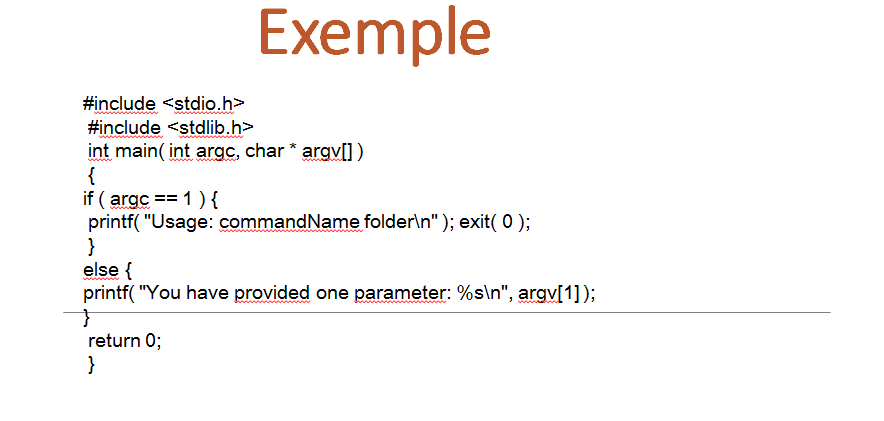 Exemple
#include <stdio.h>
#include <stdlib.h>
int main( int argc, char * argv[] )
{
if ( argc == 1 ) {
printf( "Usage: commandName folder\n" ); exit( 0 );
}
else {
printf( "You have provided one parameter: %s\n", argv[1] );
}
return 0;
}